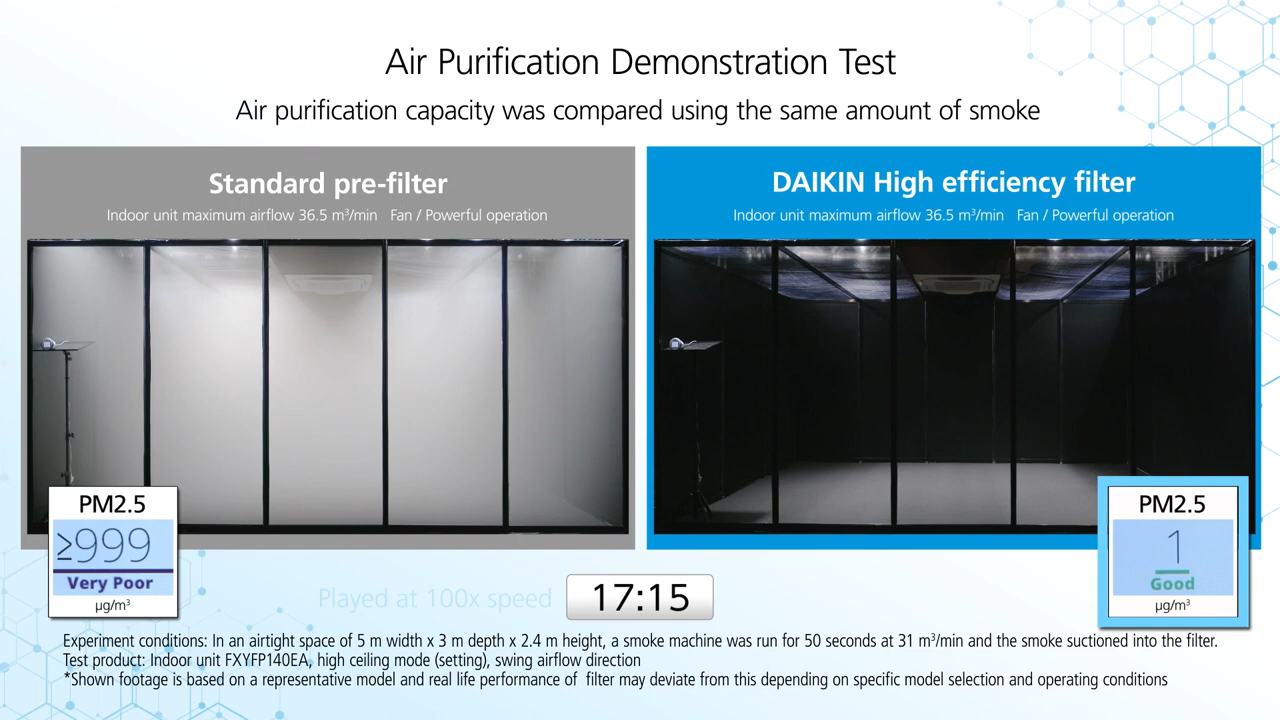 Air Purification Demonstration Test
Air purification capacity was compared using the same amount of smoke
Standard pre-filter
Indoor unit maximum airflow 36.5 m³/min Fan / Powerful operation
DAIKIN High efficiency filter
Indoor unit maximum airflow 36.5 m³/min Fan / Powerful operation
PM2.5
≥999
Very Poor
µg/m³
PM2.5
1
Good
µg/m³
Played at 100x speed
17:15
Experiment conditions: In an airtight space of 5 m width x 3 m depth x 2.4 m height, a smoke machine was run for 50 seconds at 31 m³/min and the smoke suctioned into the filter.
Test product: Indoor unit FXYFP140EA, high ceiling mode (setting), swing airflow direction
*Shown footage is based on a representative model and real life performance of filter may deviate from this depending on specific model selection and operating conditions